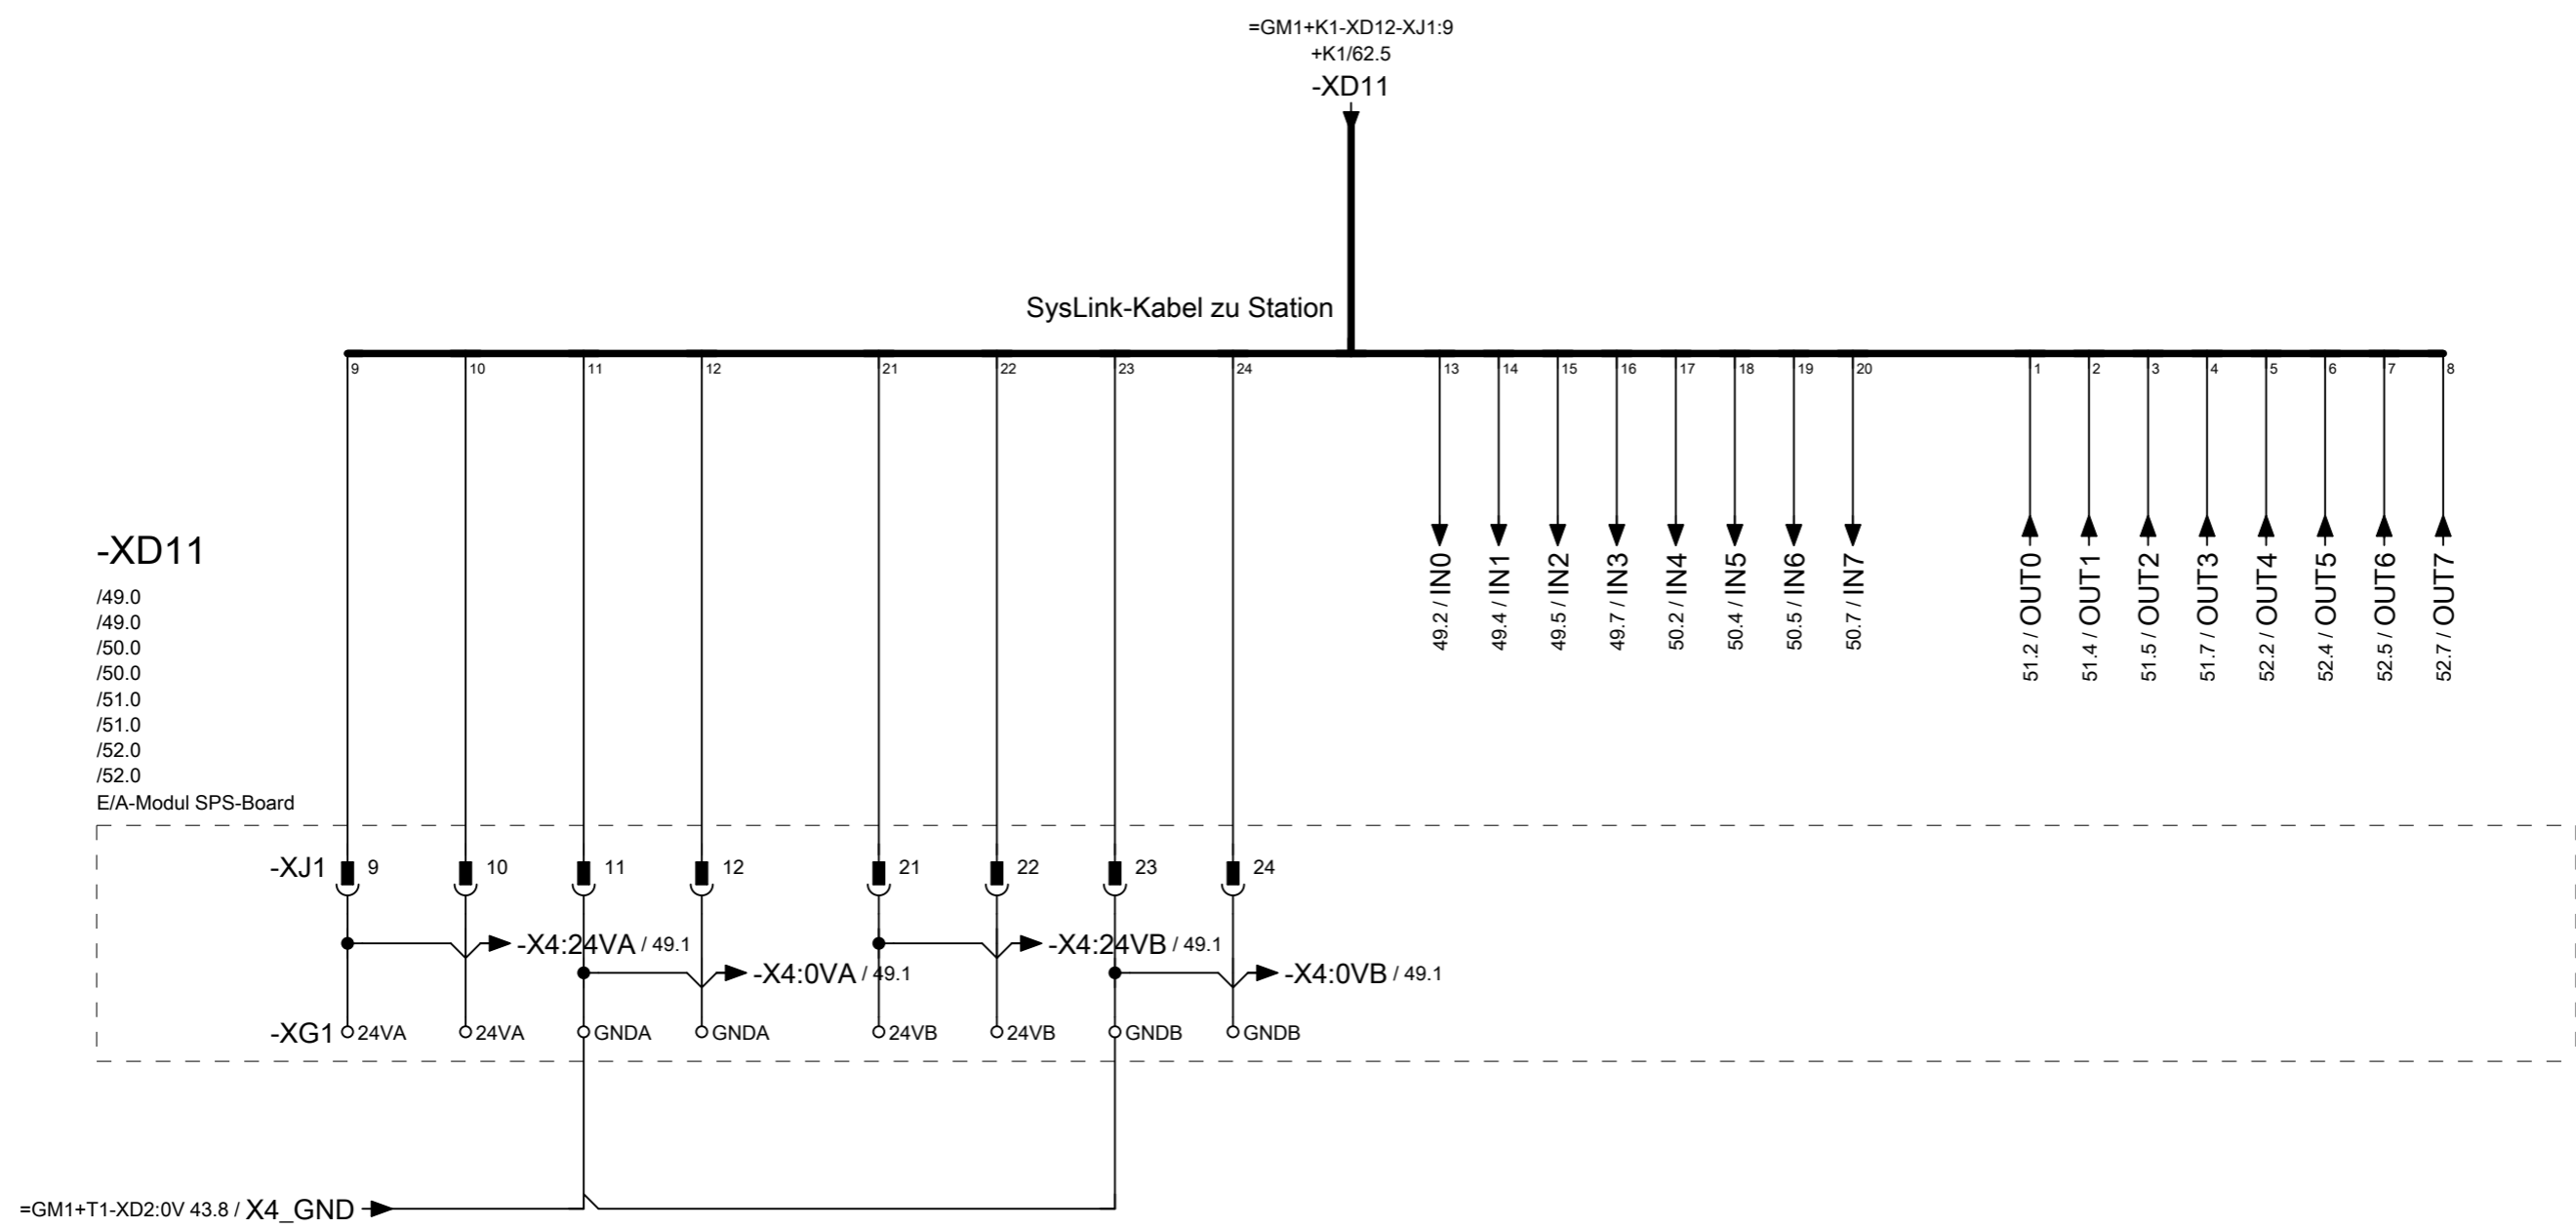 =GM1+K1-XD12-XJ1:9
+K1/62.5
-XD11
SysLink-Kabel zu Station
9 10 11 12 21 22 23 24 13 14 15 16 17 18 19 20 1 2 3 4 5 6 7 8
49.2 / IN0
49.4 / IN1
49.5 / IN2
49.7 / IN3
50.2 / IN4
50.4 / IN5
50.5 / IN6
50.7 / IN7
51.2 / OUT0
51.4 / OUT1
51.5 / OUT2
51.7 / OUT3
52.2 / OUT4
52.4 / OUT5
52.5 / OUT6
52.7 / OUT7
-XD11
/49.0
/49.0
/50.0
/50.0
/51.0
/51.0
/52.0
/52.0
E/A-Modul SPS-Board
-XJ1 9 10 11 12 21 22 23 24
-X4:24VA / 49.1 -X4:24VB / 49.1
-X4:0VA / 49.1 -X4:0VB / 49.1
-XG1 24VA 24VA GNDA GNDA 24VB 24VB GNDB GNDB
=GM1+T1-XD2:0V 43.8 / X4_GND